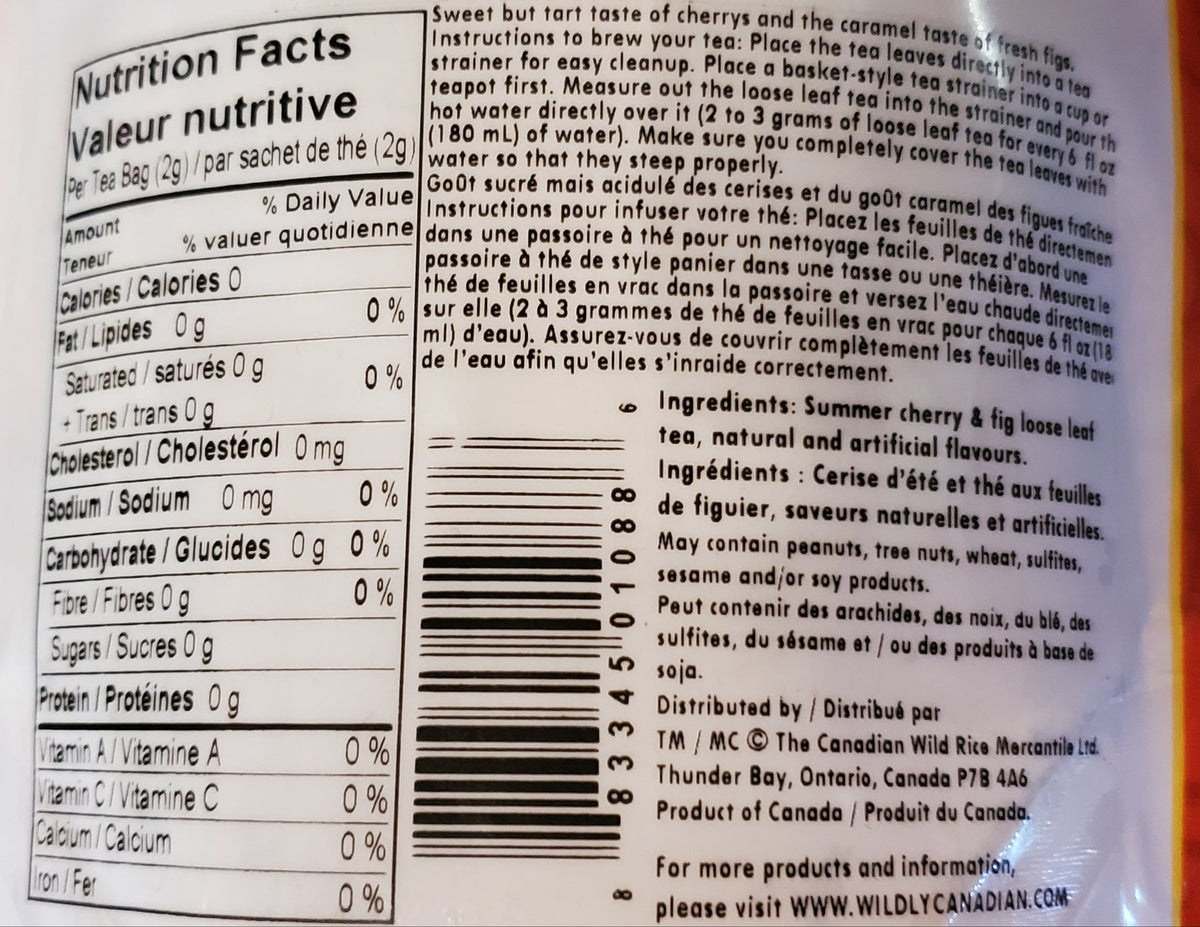 Nutrition Facts
Valeur nutritive
Per Tea Bag (2g) / par sachet de thé (2g)
Amount % Daily Value
Teneur % valuer quotidienne
Calories / Calories 0
Fat / Lipides 0 g 0 %
Saturated / saturés 0 g 0 %
+ Trans / trans 0 g
Cholesterol / Cholestérol 0 mg
Sodium / Sodium 0 mg 0 %
Carbohydrate / Glucides 0 g 0 %
Fibre / Fibres 0 g 0 %
Sugars / Sucres 0 g
Protein / Protéines 0 g
Vitamin A / Vitamine A 0 %
Vitamin C / Vitamine C 0 %
Calcium / Calcium 0 %
Iron / Fer 0 %
Sweet but tart taste of cherrys and the caramel taste of fresh figs.
Instructions to brew your tea: Place the tea leaves directly into a tea
strainer for easy cleanup. Place a basket-style tea strainer into a cup or
teapot first. Measure out the loose leaf tea into the strainer and pour th
hot water directly over it (2 to 3 grams of loose leaf tea for every 6 fl oz
(180 mL) of water). Make sure you completely cover the tea leaves with
water so that they steep properly.
Goût sucré mais acidulé des cerises et du goût caramel des figues fraîche
Instructions pour infuser votre thé: Placez les feuilles de thé directemen
dans une passoire à thé pour un nettoyage facile. Placez d'abord une
passoire à thé de style panier dans une tasse ou une théière. Mesurez le
thé de feuilles en vrac dans la passoire et versez l'eau chaude directemei
sur elle (2 à 3 grammes de thé de feuilles en vrac pour chaque 6 fl oz (18
ml) d'eau). Assurez-vous de couvrir complètement les feuilles de thé avec
de l'eau afin qu'elles s'inraide correctement.
8 33345 01088 9
Ingredients: Summer cherry & fig loose leaf
tea, natural and artificial flavours.
Ingrédients : Cerise d'été et thé aux feuilles
de figuier, saveurs naturelles et artificielles.
May contain peanuts, tree nuts, wheat, sulfites,
sesame and/or soy products.
Peut contenir des arachides, des noix, du blé, des
sulfites, du sésame et / ou des produits à base de
soja.
Distributed by / Distribué par
TM / MC © The Canadian Wild Rice Mercantile Ltd.
Thunder Bay, Ontario, Canada P7B 4A6
Product of Canada / Produit du Canada.
For more products and information,
please visit WWW.WILDLYCANADIAN.COM